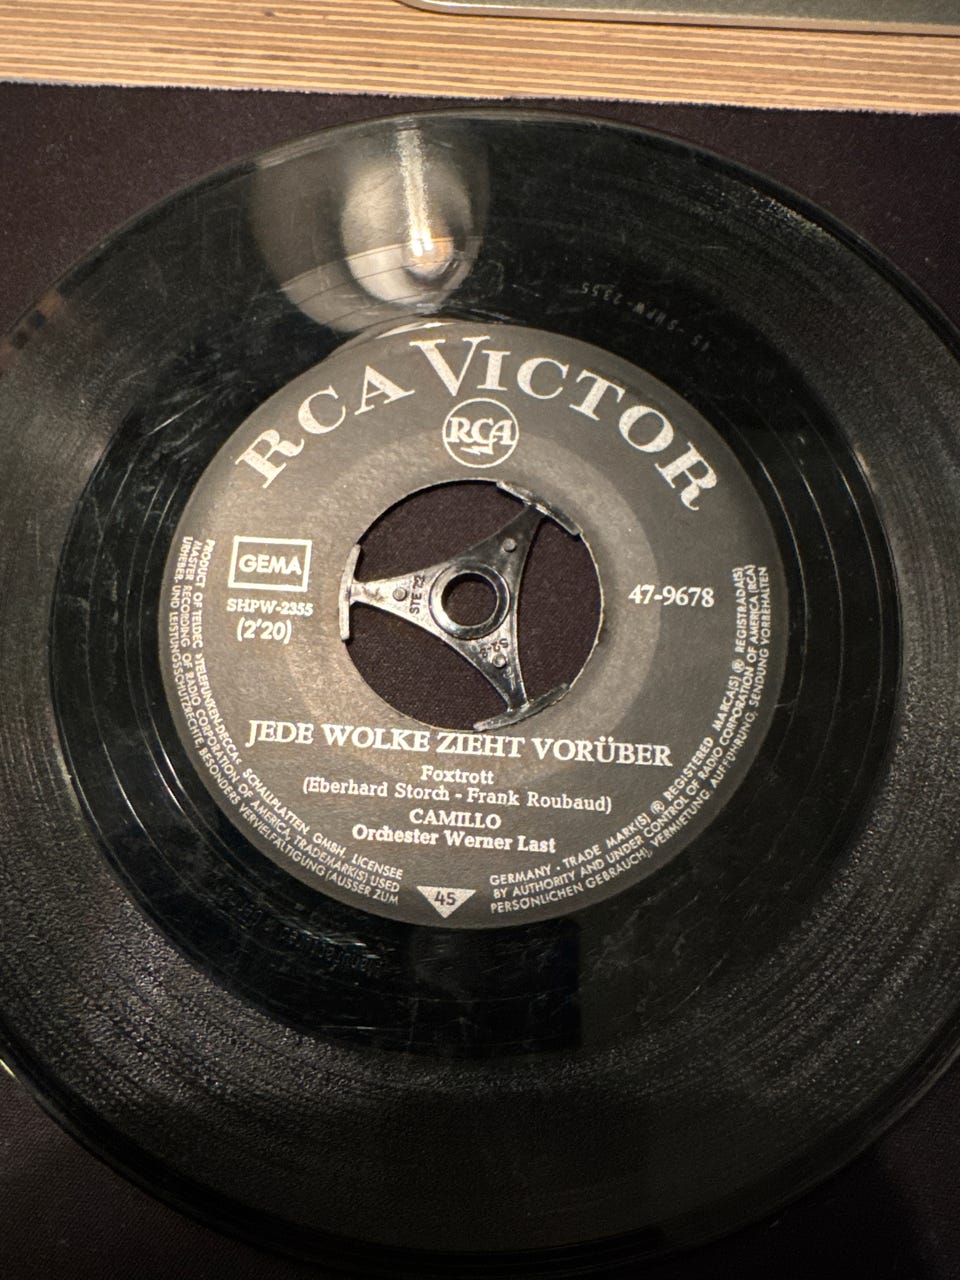 RCA VICTOR
RCA
GEMA
SHPW-2355
(2'20)
47-9678
JEDE WOLKE ZIEHT VORÜBER
Foxtrott
(Eberhard Storch - Frank Roubaud)
CAMILLO
Orchester Werner Last
45
PRODUCT OF TELDEC »TELEFUNKEN-DECCA« SCHALLPLATTEN GMBH, LICENSEE
MASTER RECORDING OF RADIO CORPORATION OF AMERICA, TRADEMARK(S) USED
URHEBER- UND LEISTUNGSSCHUTZRECHTE, BESONDERS VERVIELFÄLTIGUNG (AUSSER ZUM
GERMANY · TRADE MARK(S) ® REGISTERED MARCA(S) ® REGISTRADA(S)
BY AUTHORITY AND UNDER CONTROL OF RADIO CORPORATION OF AMERICA (RCA)
PERSÖNLICHEN GEBRAUCH), VERMIETUNG, AUFFÜHRUNG, SENDUNG VORBEHALTEN
45-SHPW-2355